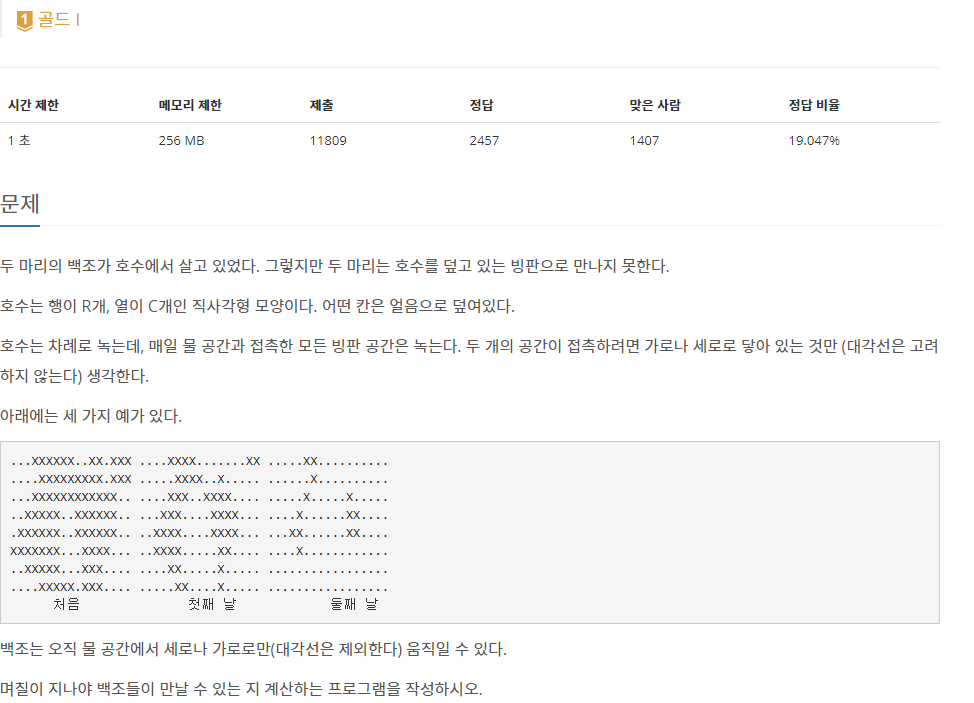 1 골드 I
시간 제한 메모리 제한 제출 정답 맞은 사람 정답 비율
1 초 256 MB 11809 2457 1407 19.047%
문제
두 마리의 백조가 호수에서 살고 있었다. 그렇지만 두 마리는 호수를 덮고 있는 빙판으로 만나지 못한다.
호수는 행이 R개, 열이 C개인 직사각형 모양이다. 어떤 칸은 얼음으로 덮여있다.
호수는 차례로 녹는데, 매일 물 공간과 접촉한 모든 빙판 공간은 녹는다. 두 개의 공간이 접촉하려면 가로나 세로로 닿아 있는 것만 (대각선은 고려
하지 않는다) 생각한다.
아래에는 세 가지 예가 있다.
...XXXXXX..XX.XXX ....XXXX.......XX .....XX..........
....XXXXXXXXX.XXX .....XXXX..X..... ......X..........
...XXXXXXXXXXXX.. ....XXX..XXXX.... .....X.....X.....
..XXXXX..XXXXXX.. ...XXX....XXXX... ....X......XX....
.XXXXXX..XXXXXX.. ..XXXX....XXXX... ...XX......XX....
XXXXXXX...XXXX... ..XXXX.....XX.... ....X............
..XXXXX...XXX.... ....XX.....X..... .................
....XXXXX.XXX.... .....XX....X..... .................
처음 첫째 날 둘째 날
백조는 오직 물 공간에서 세로나 가로로만(대각선은 제외한다) 움직일 수 있다.
며칠이 지나야 백조들이 만날 수 있는 지 계산하는 프로그램을 작성하시오.